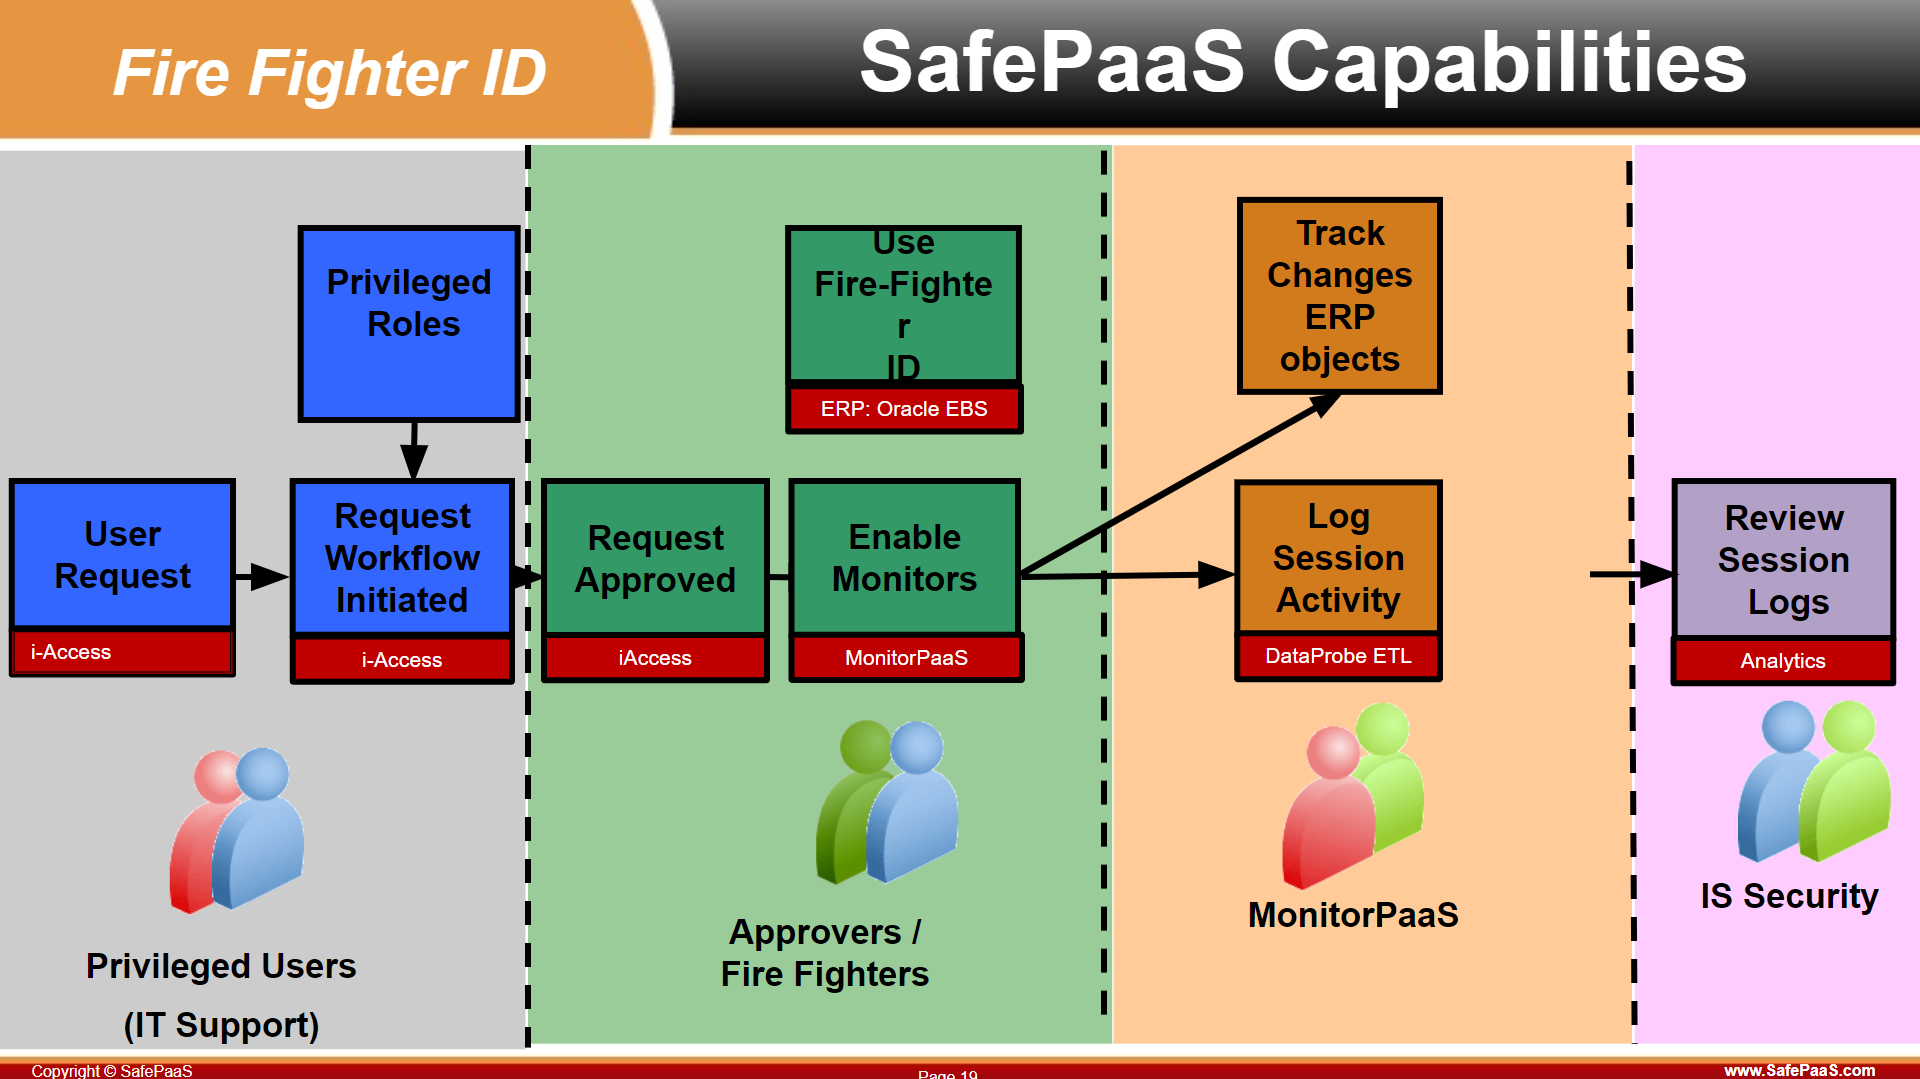 Fire Fighter ID
SafePaaS Capabilities
Privileged
Roles
User
Request
i-Access
Request
Workflow
Initiated
i-Access
Privileged Users
(IT Support)
Use
Fire-Fighte
r
ID
ERP: Oracle EBS
Request
Approved
iAccess
Enable
Monitors
MonitorPaaS
Approvers /
Fire Fighters
Track
Changes
ERP
objects
Log
Session
Activity
DataProbe ETL
MonitorPaaS
Review
Session
Logs
Analytics
IS Security
Copyright © SafePaaS
Page 19
www.SafePaaS.com